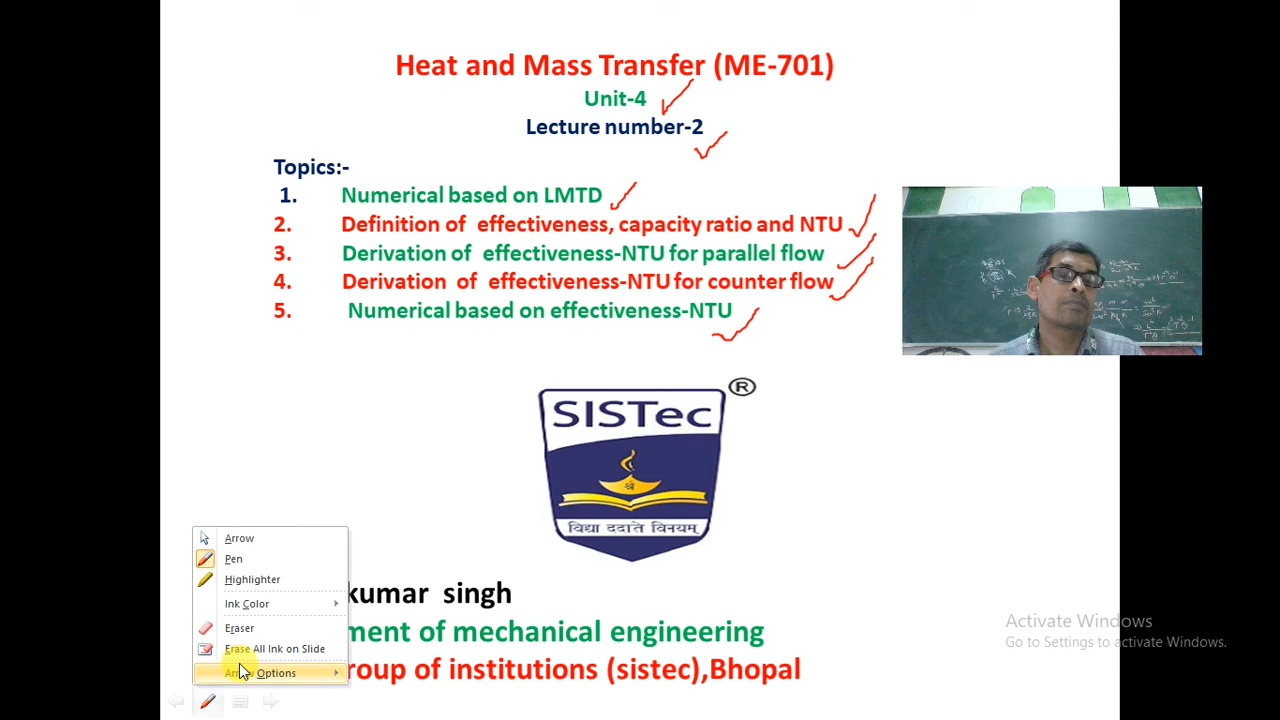 Heat and Mass Transfer (ME-701)
Unit-4
Lecture number-2
Topics:-
1. Numerical based on LMTD
2. Definition of effectiveness, capacity ratio and NTU
3. Derivation of effectiveness-NTU for parallel flow
4. Derivation of effectiveness-NTU for counter flow
5. Numerical based on effectiveness-NTU
®
SISTec
श्रीः
विद्या ददाते विनयम्
Arrow
Pen
Highlighter
Ink Color
Eraser
Erase All Ink on Slide
Arrow Options
kumar singh
ment of mechanical engineering
roup of institutions (sistec),Bhopal
Activate Windows
Go to Settings to activate Windows.